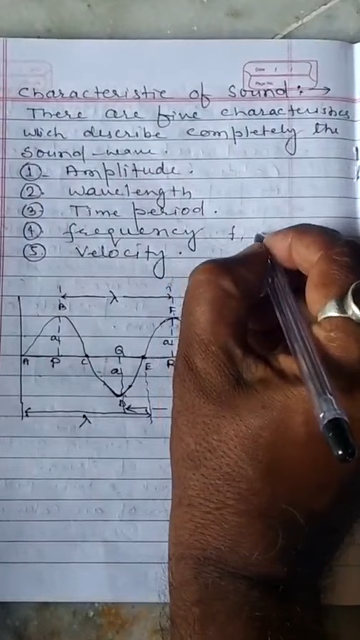 Characteristic of Sound :→
There are five characteristics
which describe completely the
Sound wave.
① Amplitude.
② Wavelength
③ Time period.
④ frequency f,
⑤ Velocity.
λ
B F
a a
A P C Q E R
a
D
λ